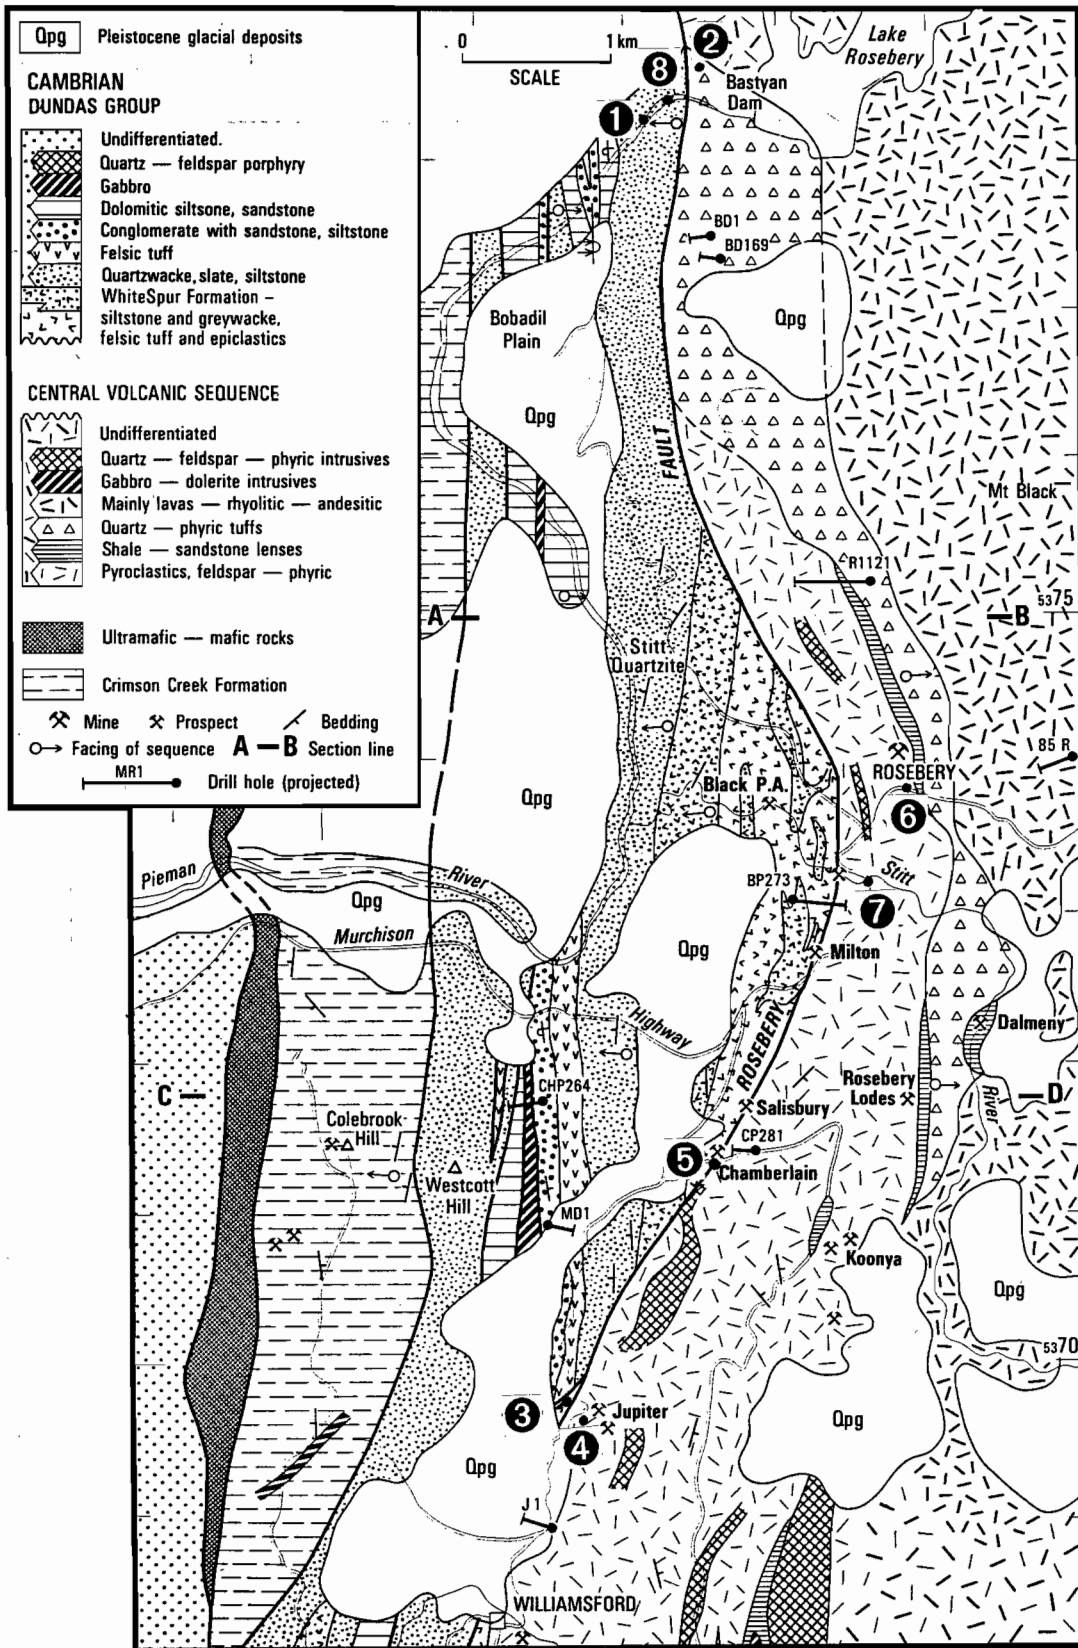 Qpg Pleistocene glacial deposits
CAMBRIAN
DUNDAS GROUP
Undifferentiated.
Quartz — feldspar porphyry
Gabbro
Dolomitic siltsone, sandstone
Conglomerate with sandstone, siltstone
Felsic tuff
Quartzwacke, slate, siltstone
WhiteSpur Formation –
siltstone and greywacke,
felsic tuff and epiclastics
CENTRAL VOLCANIC SEQUENCE
Undifferentiated
Quartz — feldspar — phyric intrusives
Gabbro — dolerite intrusives
Mainly lavas — rhyolitic — andesitic
Quartz — phyric tuffs
Shale — sandstone lenses
Pyroclastics, feldspar — phyric
Ultramafic — mafic rocks
Crimson Creek Formation
Mine Prospect Bedding
Facing of sequence A — B Section line
MR1 Drill hole (projected)
0 1 km
SCALE
2
Lake
Rosebery
8
Bastyan
Dam
1
BD1
BD169
Bobadil
Plain
Qpg
Qpg
FAULT
Mt Black
R1121
5375
A
B
Stitt
Quartzite
85 R
Black P.A.
ROSEBERY
Qpg
6
Pieman
River
Stitt
BP273
7
Qpg
Murchison
Qpg
Milton
Highway
Dalmeny
ROSEBERY
C
CHP264
Rosebery
Lodes
River
D
Colebrook
Hill
Salisbury
CP281
5
Chamberlain
Westcott
Hill
MD1
Koonya
Qpg
5370
3
Jupiter
Qpg
4
Qpg
J1
WILLIAMSFORD